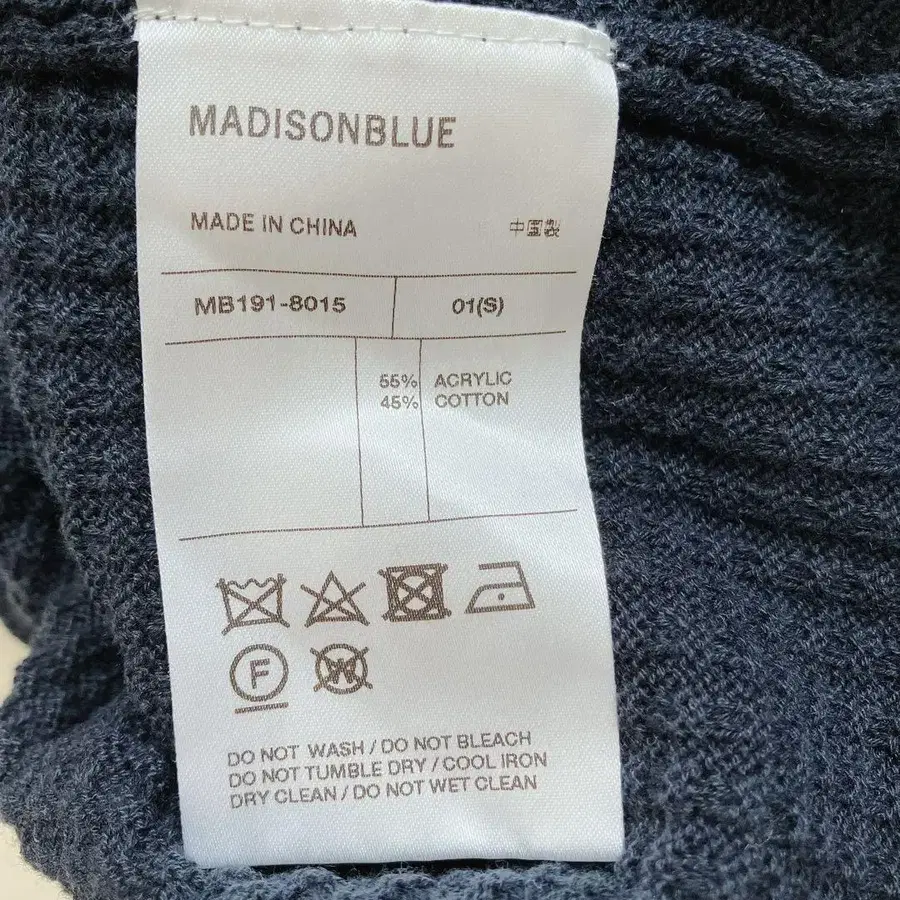 MADISONBLUE
MADE IN CHINA 中国製
MB191-8015 01(S)
55% ACRYLIC
45% COTTON
F
W
DO NOT WASH / DO NOT BLEACH
DO NOT TUMBLE DRY / COOL IRON
DRY CLEAN / DO NOT WET CLEAN